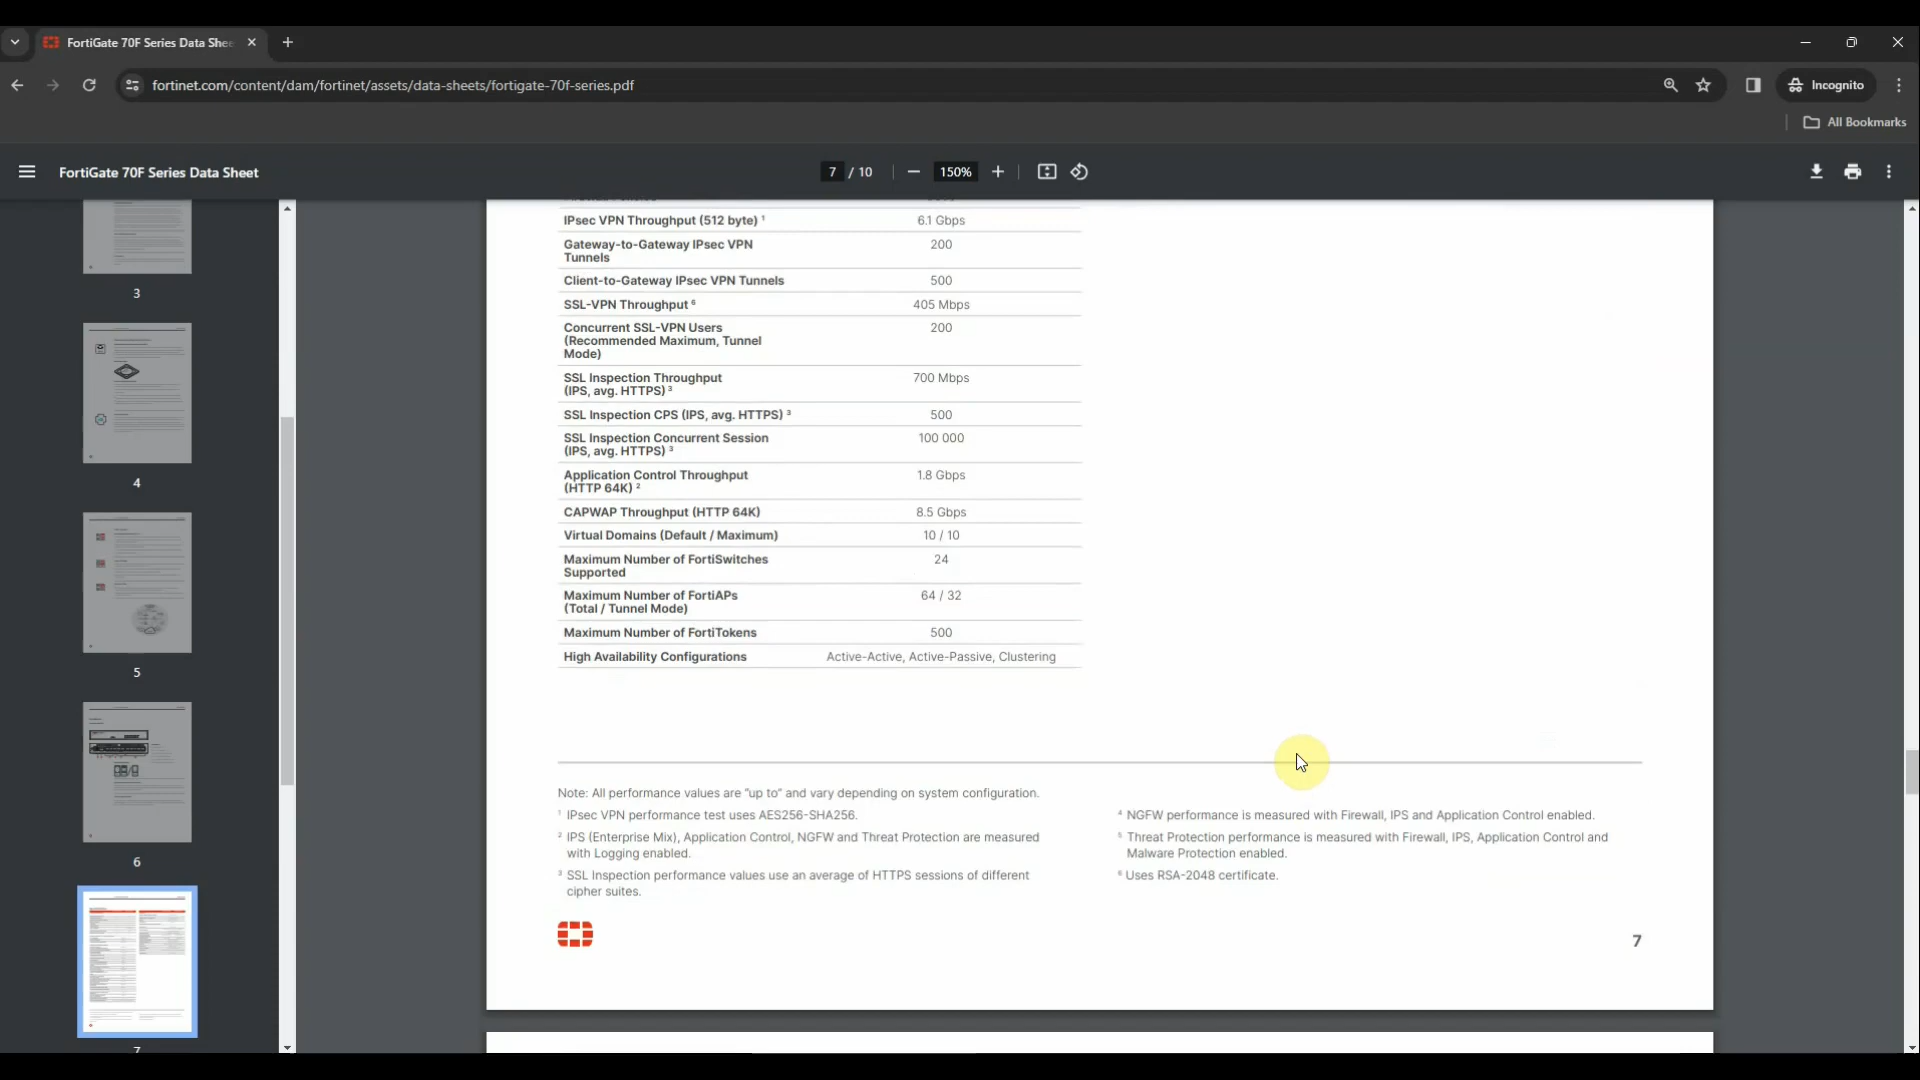 FortiGate 70F Series Data Shee
fortinet.com/content/dam/fortinet/assets/data-sheets/fortigate-70f-series.pdf
Incognito
All Bookmarks
FortiGate 70F Series Data Sheet
7 / 10
150%
3
4
5
6
7
IPsec VPN Throughput (512 byte) ¹ 6.1 Gbps
Gateway-to-Gateway IPsec VPN 200
Tunnels
Client-to-Gateway IPsec VPN Tunnels 500
SSL-VPN Throughput ⁶ 405 Mbps
Concurrent SSL-VPN Users 200
(Recommended Maximum, Tunnel
Mode)
SSL Inspection Throughput 700 Mbps
(IPS, avg. HTTPS) ³
SSL Inspection CPS (IPS, avg. HTTPS) ³ 500
SSL Inspection Concurrent Session 100 000
(IPS, avg. HTTPS) ³
Application Control Throughput 1.8 Gbps
(HTTP 64K) ²
CAPWAP Throughput (HTTP 64K) 8.5 Gbps
Virtual Domains (Default / Maximum) 10 / 10
Maximum Number of FortiSwitches 24
Supported
Maximum Number of FortiAPs 64 / 32
(Total / Tunnel Mode)
Maximum Number of FortiTokens 500
High Availability Configurations Active-Active, Active-Passive, Clustering
Note: All performance values are "up to" and vary depending on system configuration.
¹ IPsec VPN performance test uses AES256-SHA256.
² IPS (Enterprise Mix), Application Control, NGFW and Threat Protection are measured
with Logging enabled.
³ SSL Inspection performance values use an average of HTTPS sessions of different
cipher suites.
⁴ NGFW performance is measured with Firewall, IPS and Application Control enabled.
⁵ Threat Protection performance is measured with Firewall, IPS, Application Control and
Malware Protection enabled.
⁶ Uses RSA-2048 certificate.
7